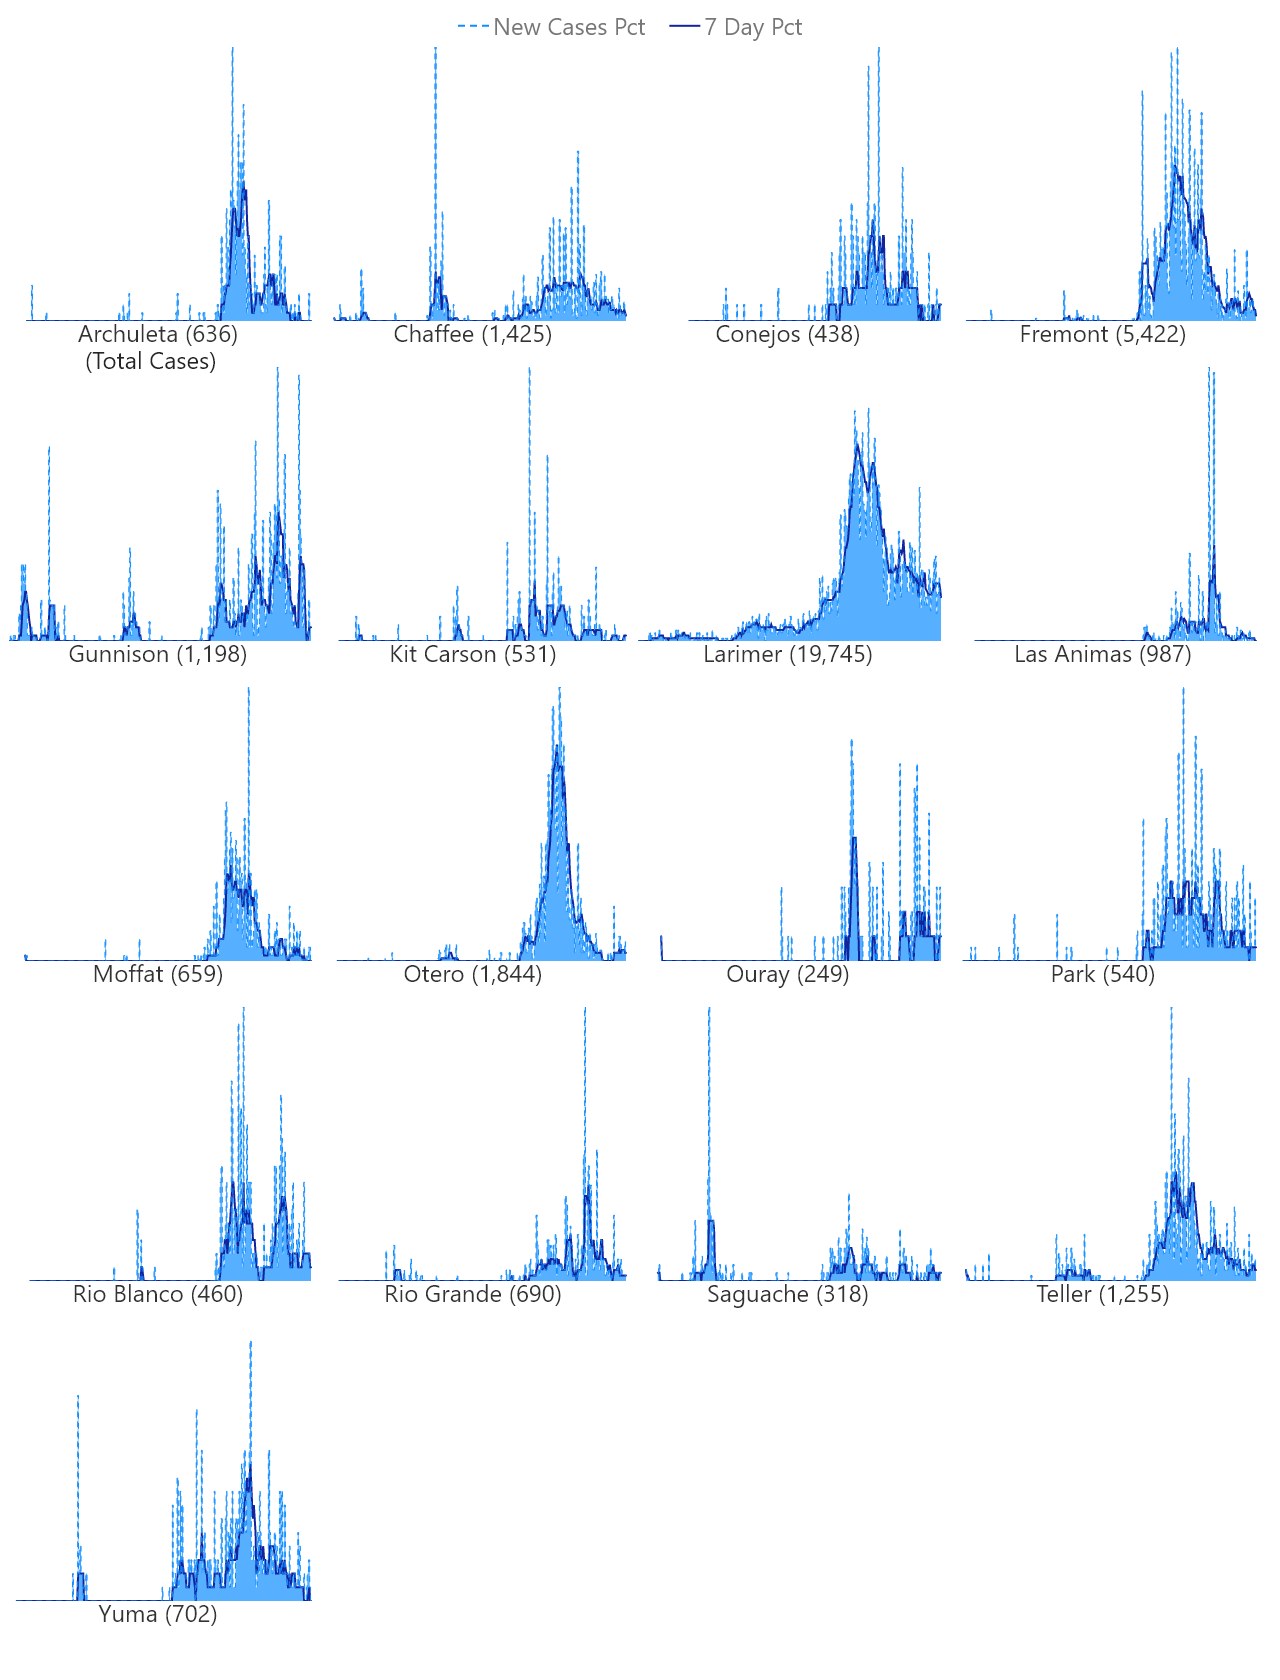 New Cases Pct 7 Day Pct
Archuleta (636)
(Total Cases)
Chaffee (1,425)
Conejos (438)
Fremont (5,422)
Gunnison (1,198)
Kit Carson (531)
Larimer (19,745)
Las Animas (987)
Moffat (659)
Otero (1,844)
Ouray (249)
Park (540)
Rio Blanco (460)
Rio Grande (690)
Saguache (318)
Teller (1,255)
Yuma (702)